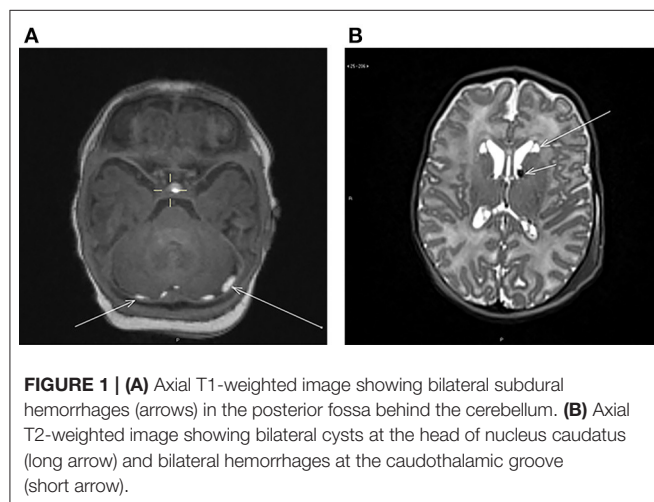 A
B
FIGURE 1 | (A) Axial T1-weighted image showing bilateral subdural
hemorrhages (arrows) in the posterior fossa behind the cerebellum. (B) Axial
T2-weighted image showing bilateral cysts at the head of nucleus caudatus
(long arrow) and bilateral hemorrhages at the caudothalamic groove
(short arrow).